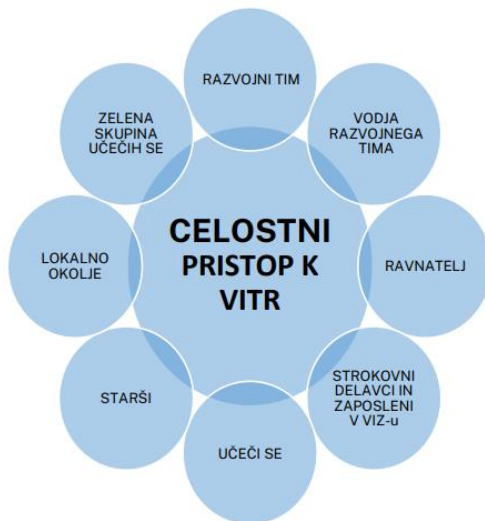 RAZVOJNI TIM
VODJA
RAZVOJNEGA
TIMA
RAVNATELJ
STROKOVNI
DELAVCI IN
ZAPOSLENI
V VIZ-u
UČEČI SE
STARŠI
LOKALNO
OKOLJE
ZELENA
SKUPINA
UČEČIH SE
CELOSTNI
PRISTOP K
VITR